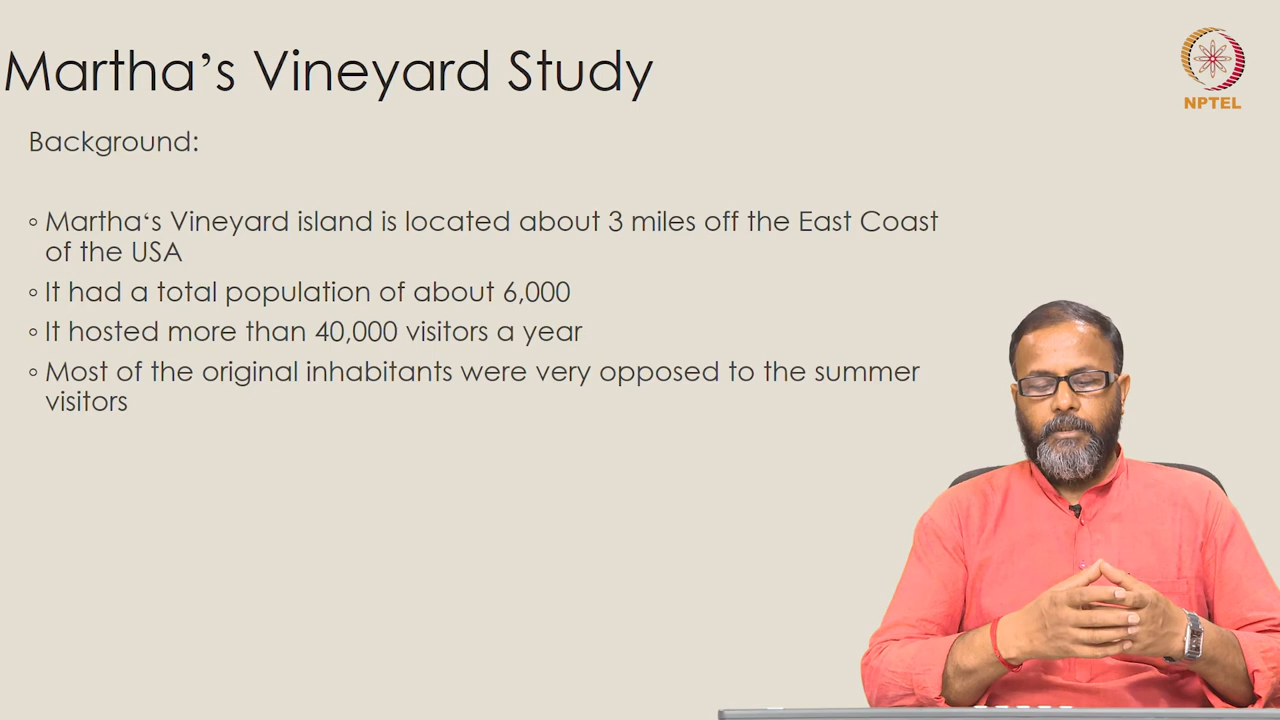 Martha’s Vineyard Study
NPTEL
Background:
◦ Martha‘s Vineyard island is located about 3 miles off the East Coast
of the USA
◦ It had a total population of about 6,000
◦ It hosted more than 40,000 visitors a year
◦ Most of the original inhabitants were very opposed to the summer
visitors